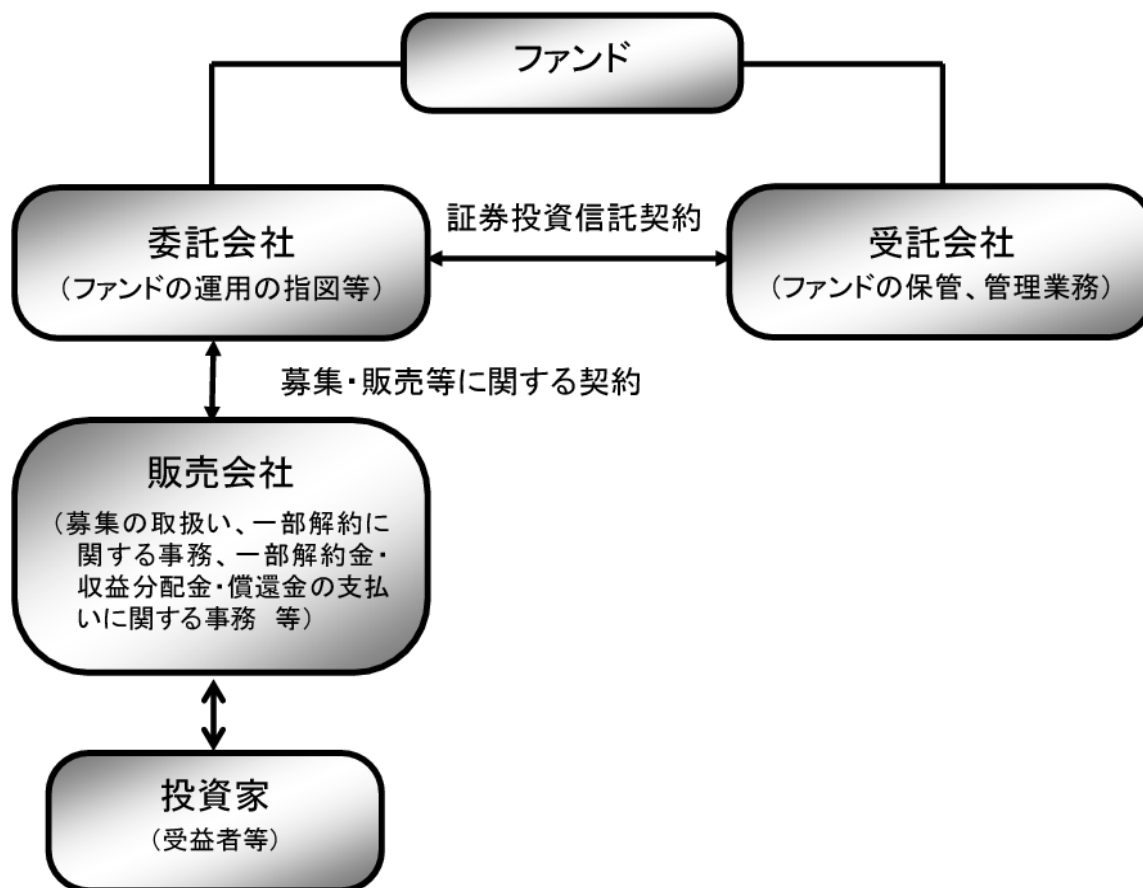 ファンド
証券投資信託契約
委託会社
（ファンドの運用の指図等）
受託会社
（ファンドの保管、管理業務）
募集・販売等に関する契約
販売会社
（募集の取扱い、一部解約に
関する事務、一部解約金・
収益分配金・償還金の支払
いに関する事務　等）
投資家
（受益者等）